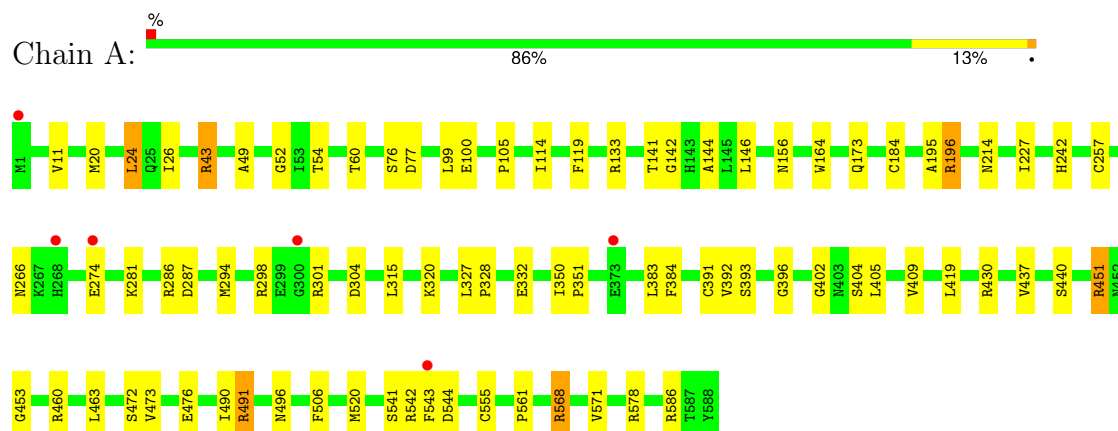 %
Chain A:
86%
13%
•
M1 V11 M20 L24 Q25 I26 R43 A49 G52 I53 T54 T60 S76 D77 L99 E100 P105 I114 F119 R133 T141 G142 H143 A144 L145 L146 N156 W164 Q173 C184 A195 R196 N214 I227 H242 C257
N266 K267 H268 E274 K281 R286 D287 M294 R298 E299 G300 R301 D304 L315 K320 L327 P328 E332 I350 P351 E373 L383 F384 C391 V392 S393 G396 G402 N403 S404 L405 V409 L419 R430 V437 S440 R451 N452
G453 R460 L463 S472 V473 E476 I490 R491 N496 F506 M520 S541 R542 F543 D544 C555 P561 R568 V571 R578 R586 T587 Y588